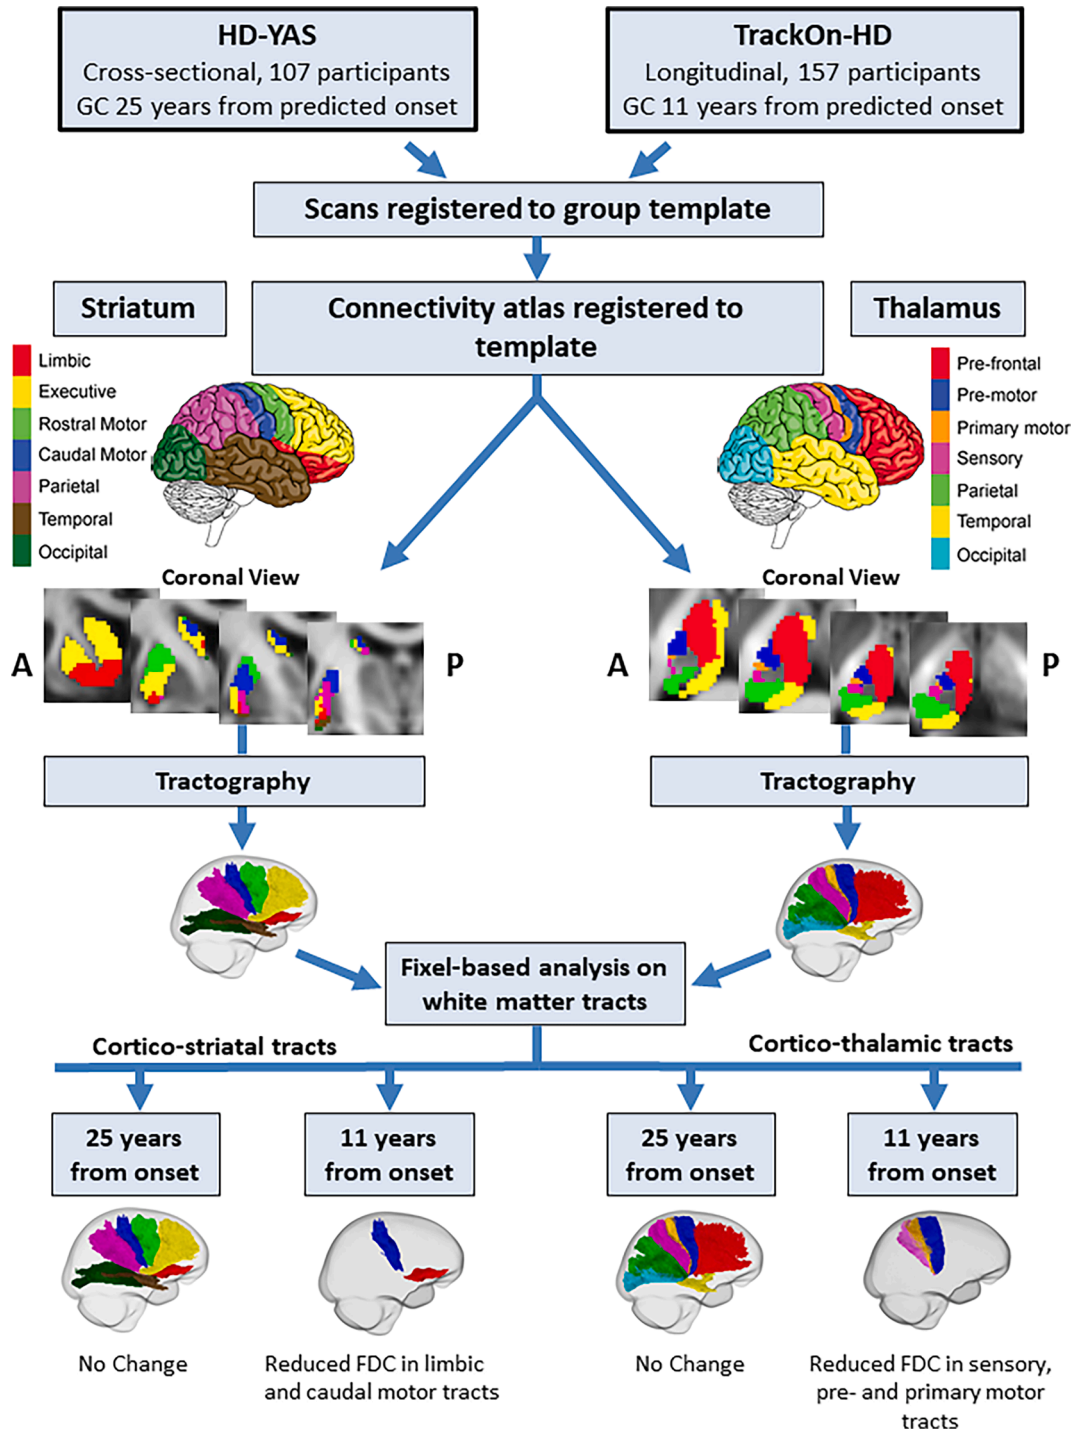 HD-YAS
Cross-sectional, 107 participants
GC 25 years from predicted onset
TrackOn-HD
Longitudinal, 157 participants
GC 11 years from predicted onset
Scans registered to group template
Striatum
Connectivity atlas registered to
template
Thalamus
Limbic
Executive
Rostral Motor
Caudal Motor
Parietal
Temporal
Occipital
Pre-frontal
Pre-motor
Primary motor
Sensory
Parietal
Temporal
Occipital
Coronal View
A
P
Coronal View
A
P
Tractography
Tractography
Fixel-based analysis on
white matter tracts
Cortico-striatal tracts
Cortico-thalamic tracts
25 years
from onset
11 years
from onset
25 years
from onset
11 years
from onset
No Change
Reduced FDC in limbic
and caudal motor tracts
No Change
Reduced FDC in sensory,
pre- and primary motor
tracts